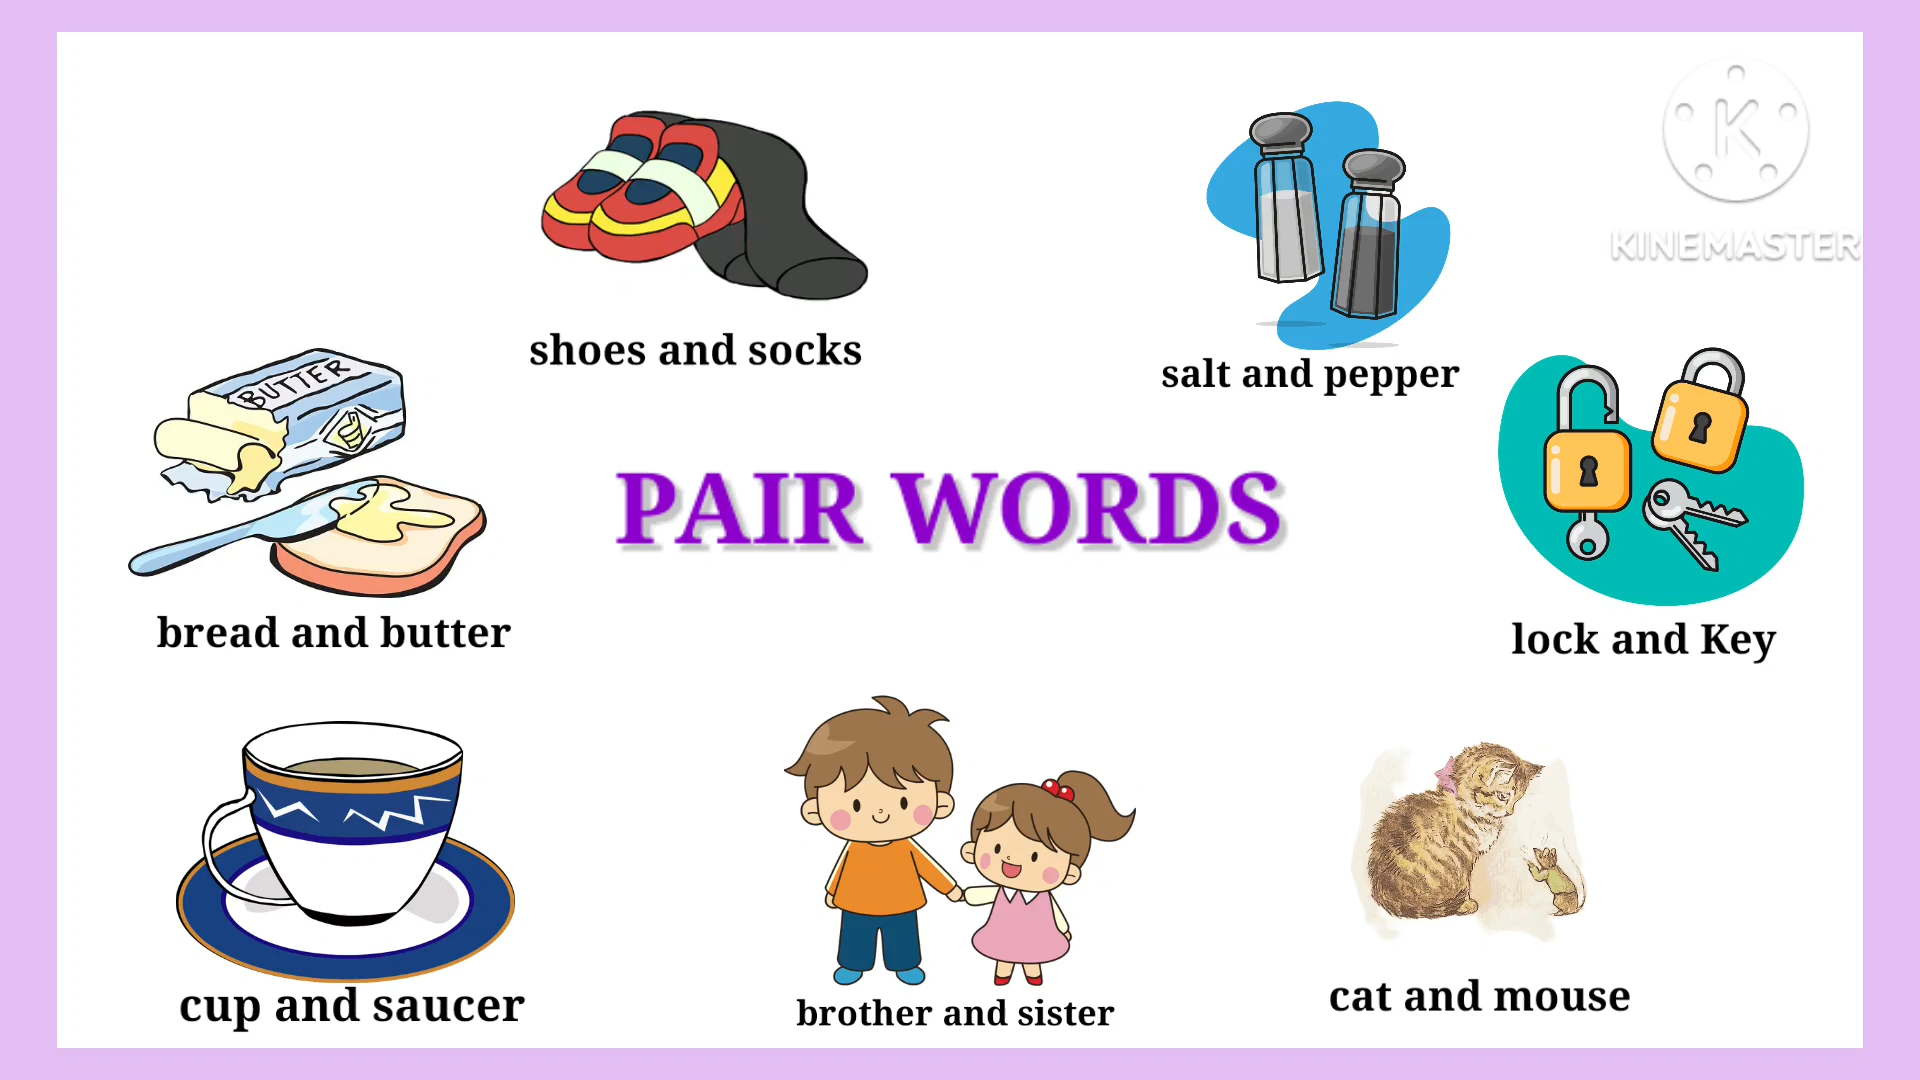 K
KINEMASTER
shoes and socks
salt and pepper
BUTTER
PAIR WORDS
bread and butter
lock and Key
cup and saucer
brother and sister
cat and mouse